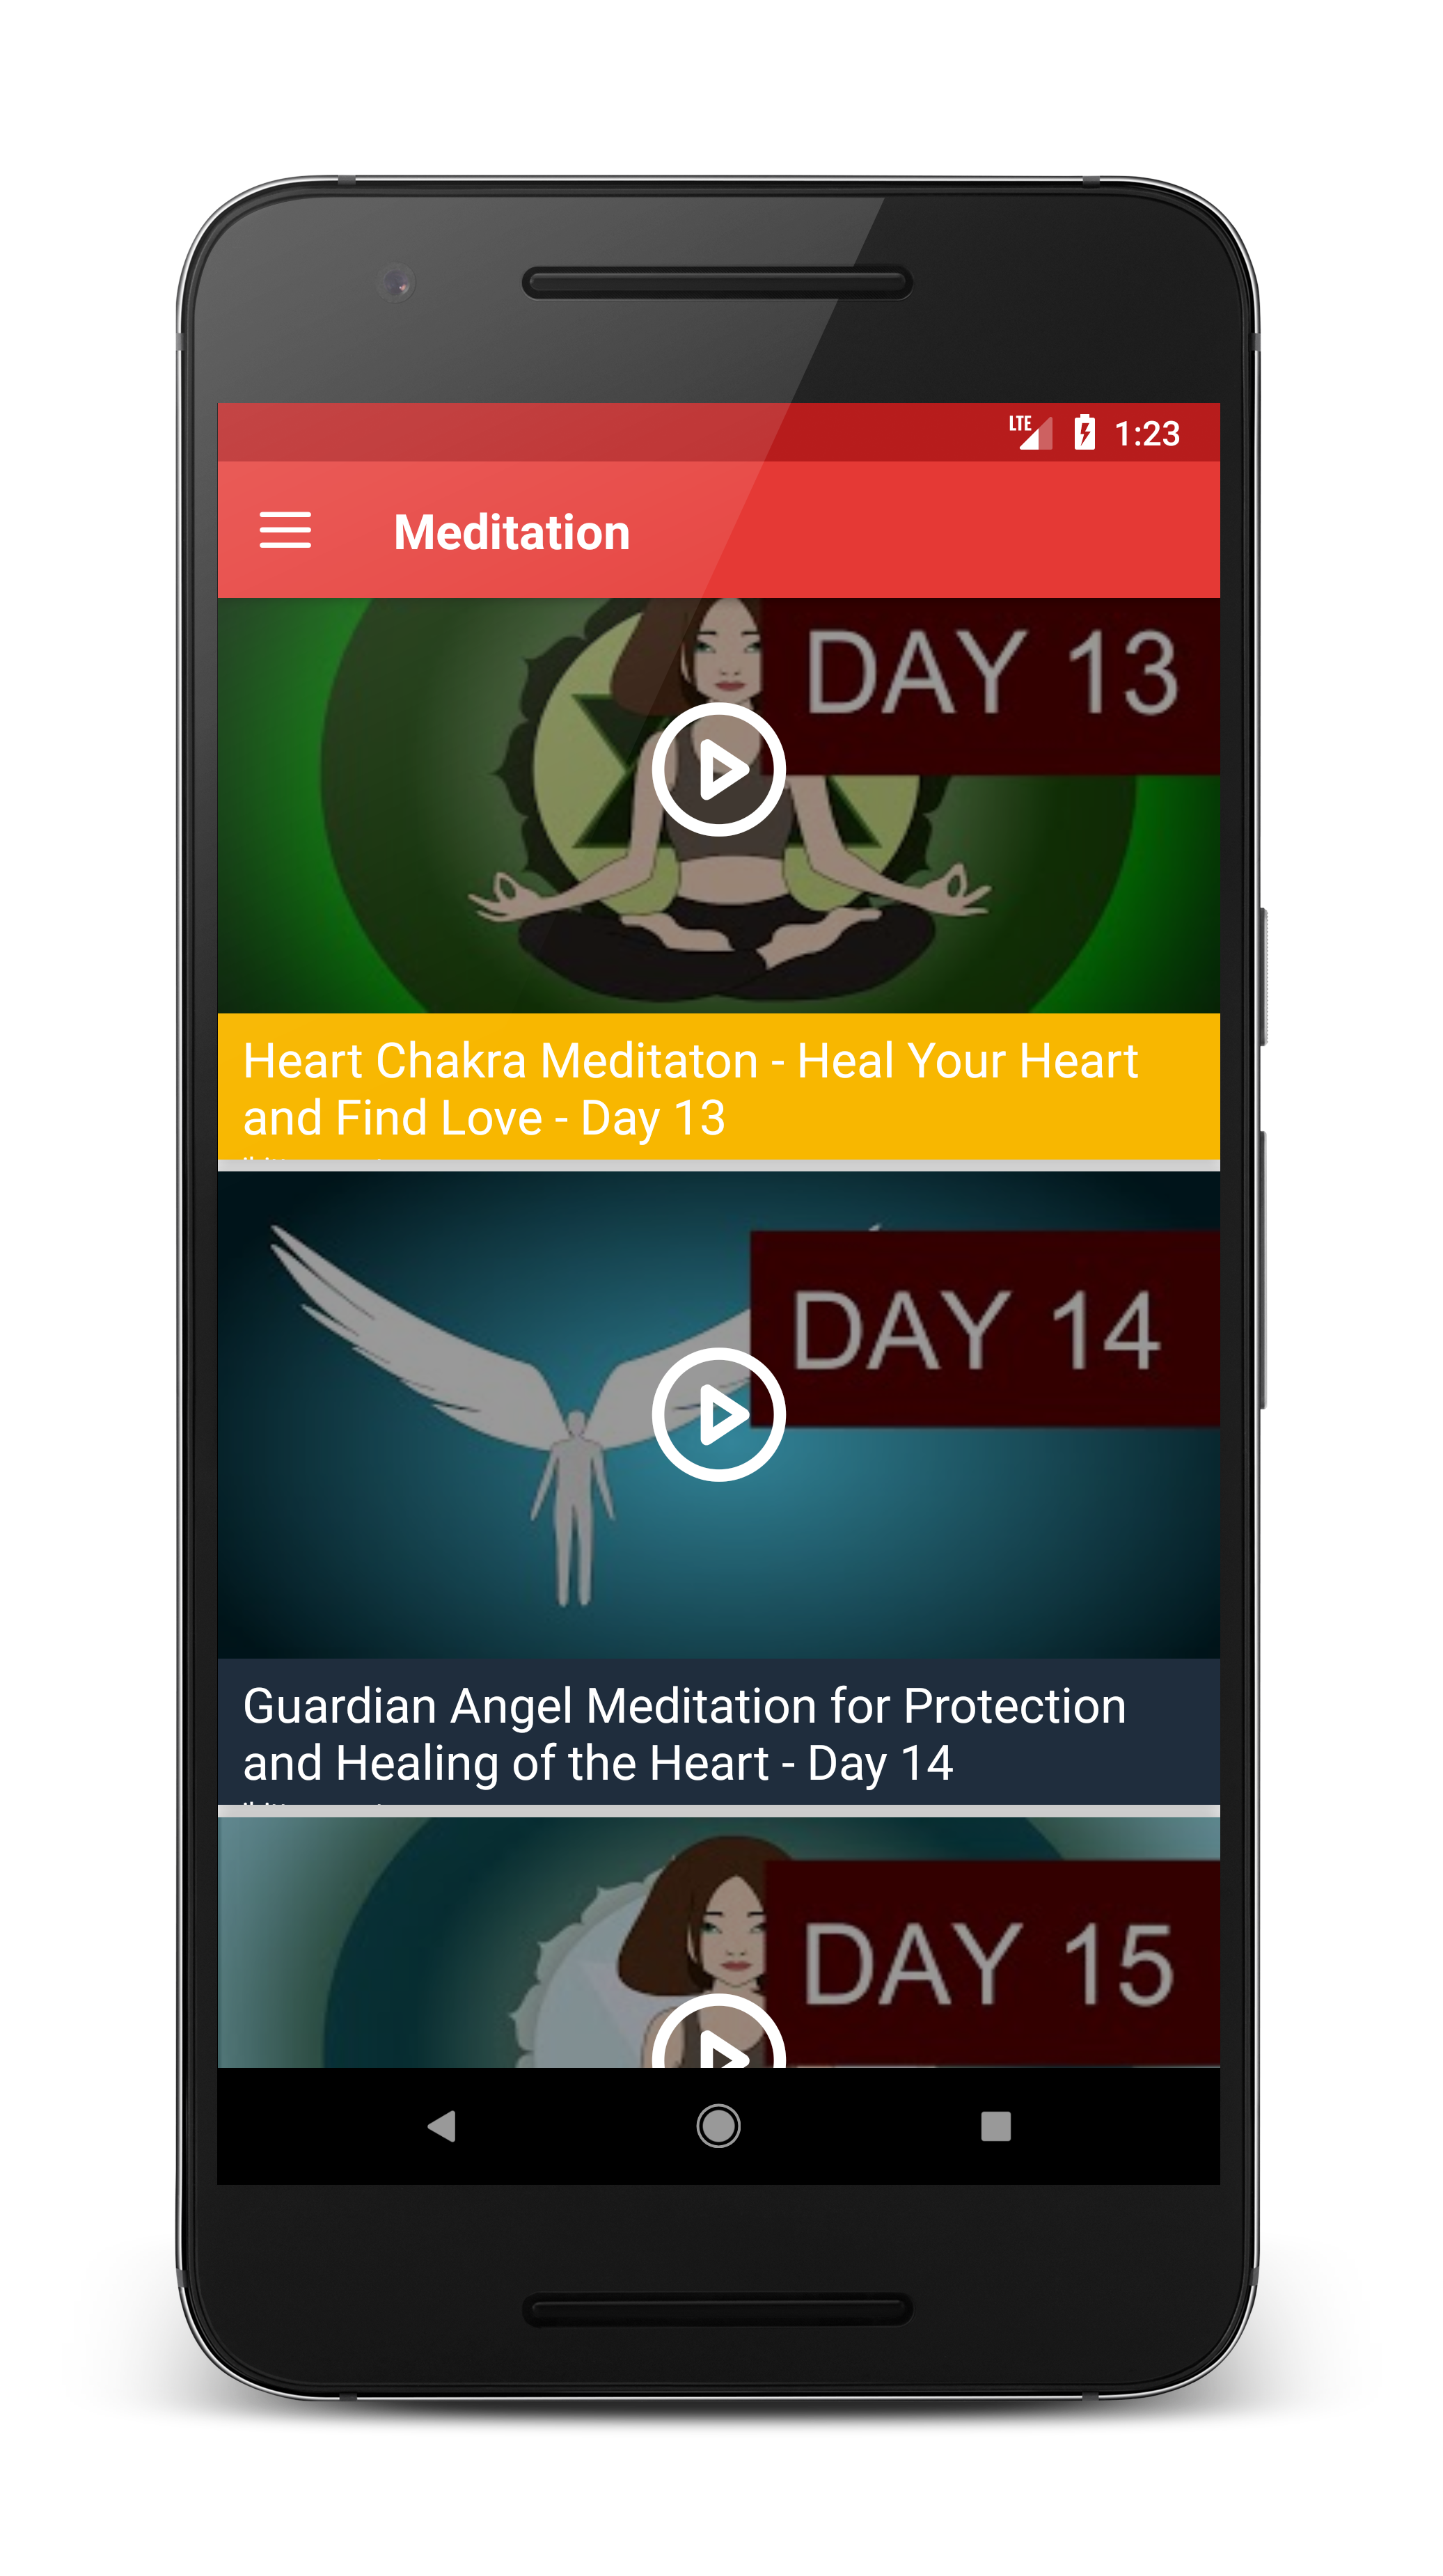 LTE 1:23
Meditation
DAY 13
Heart Chakra Meditaton - Heal Your Heart
and Find Love - Day 13
DAY 14
Guardian Angel Meditation for Protection
and Healing of the Heart - Day 14
DAY 15